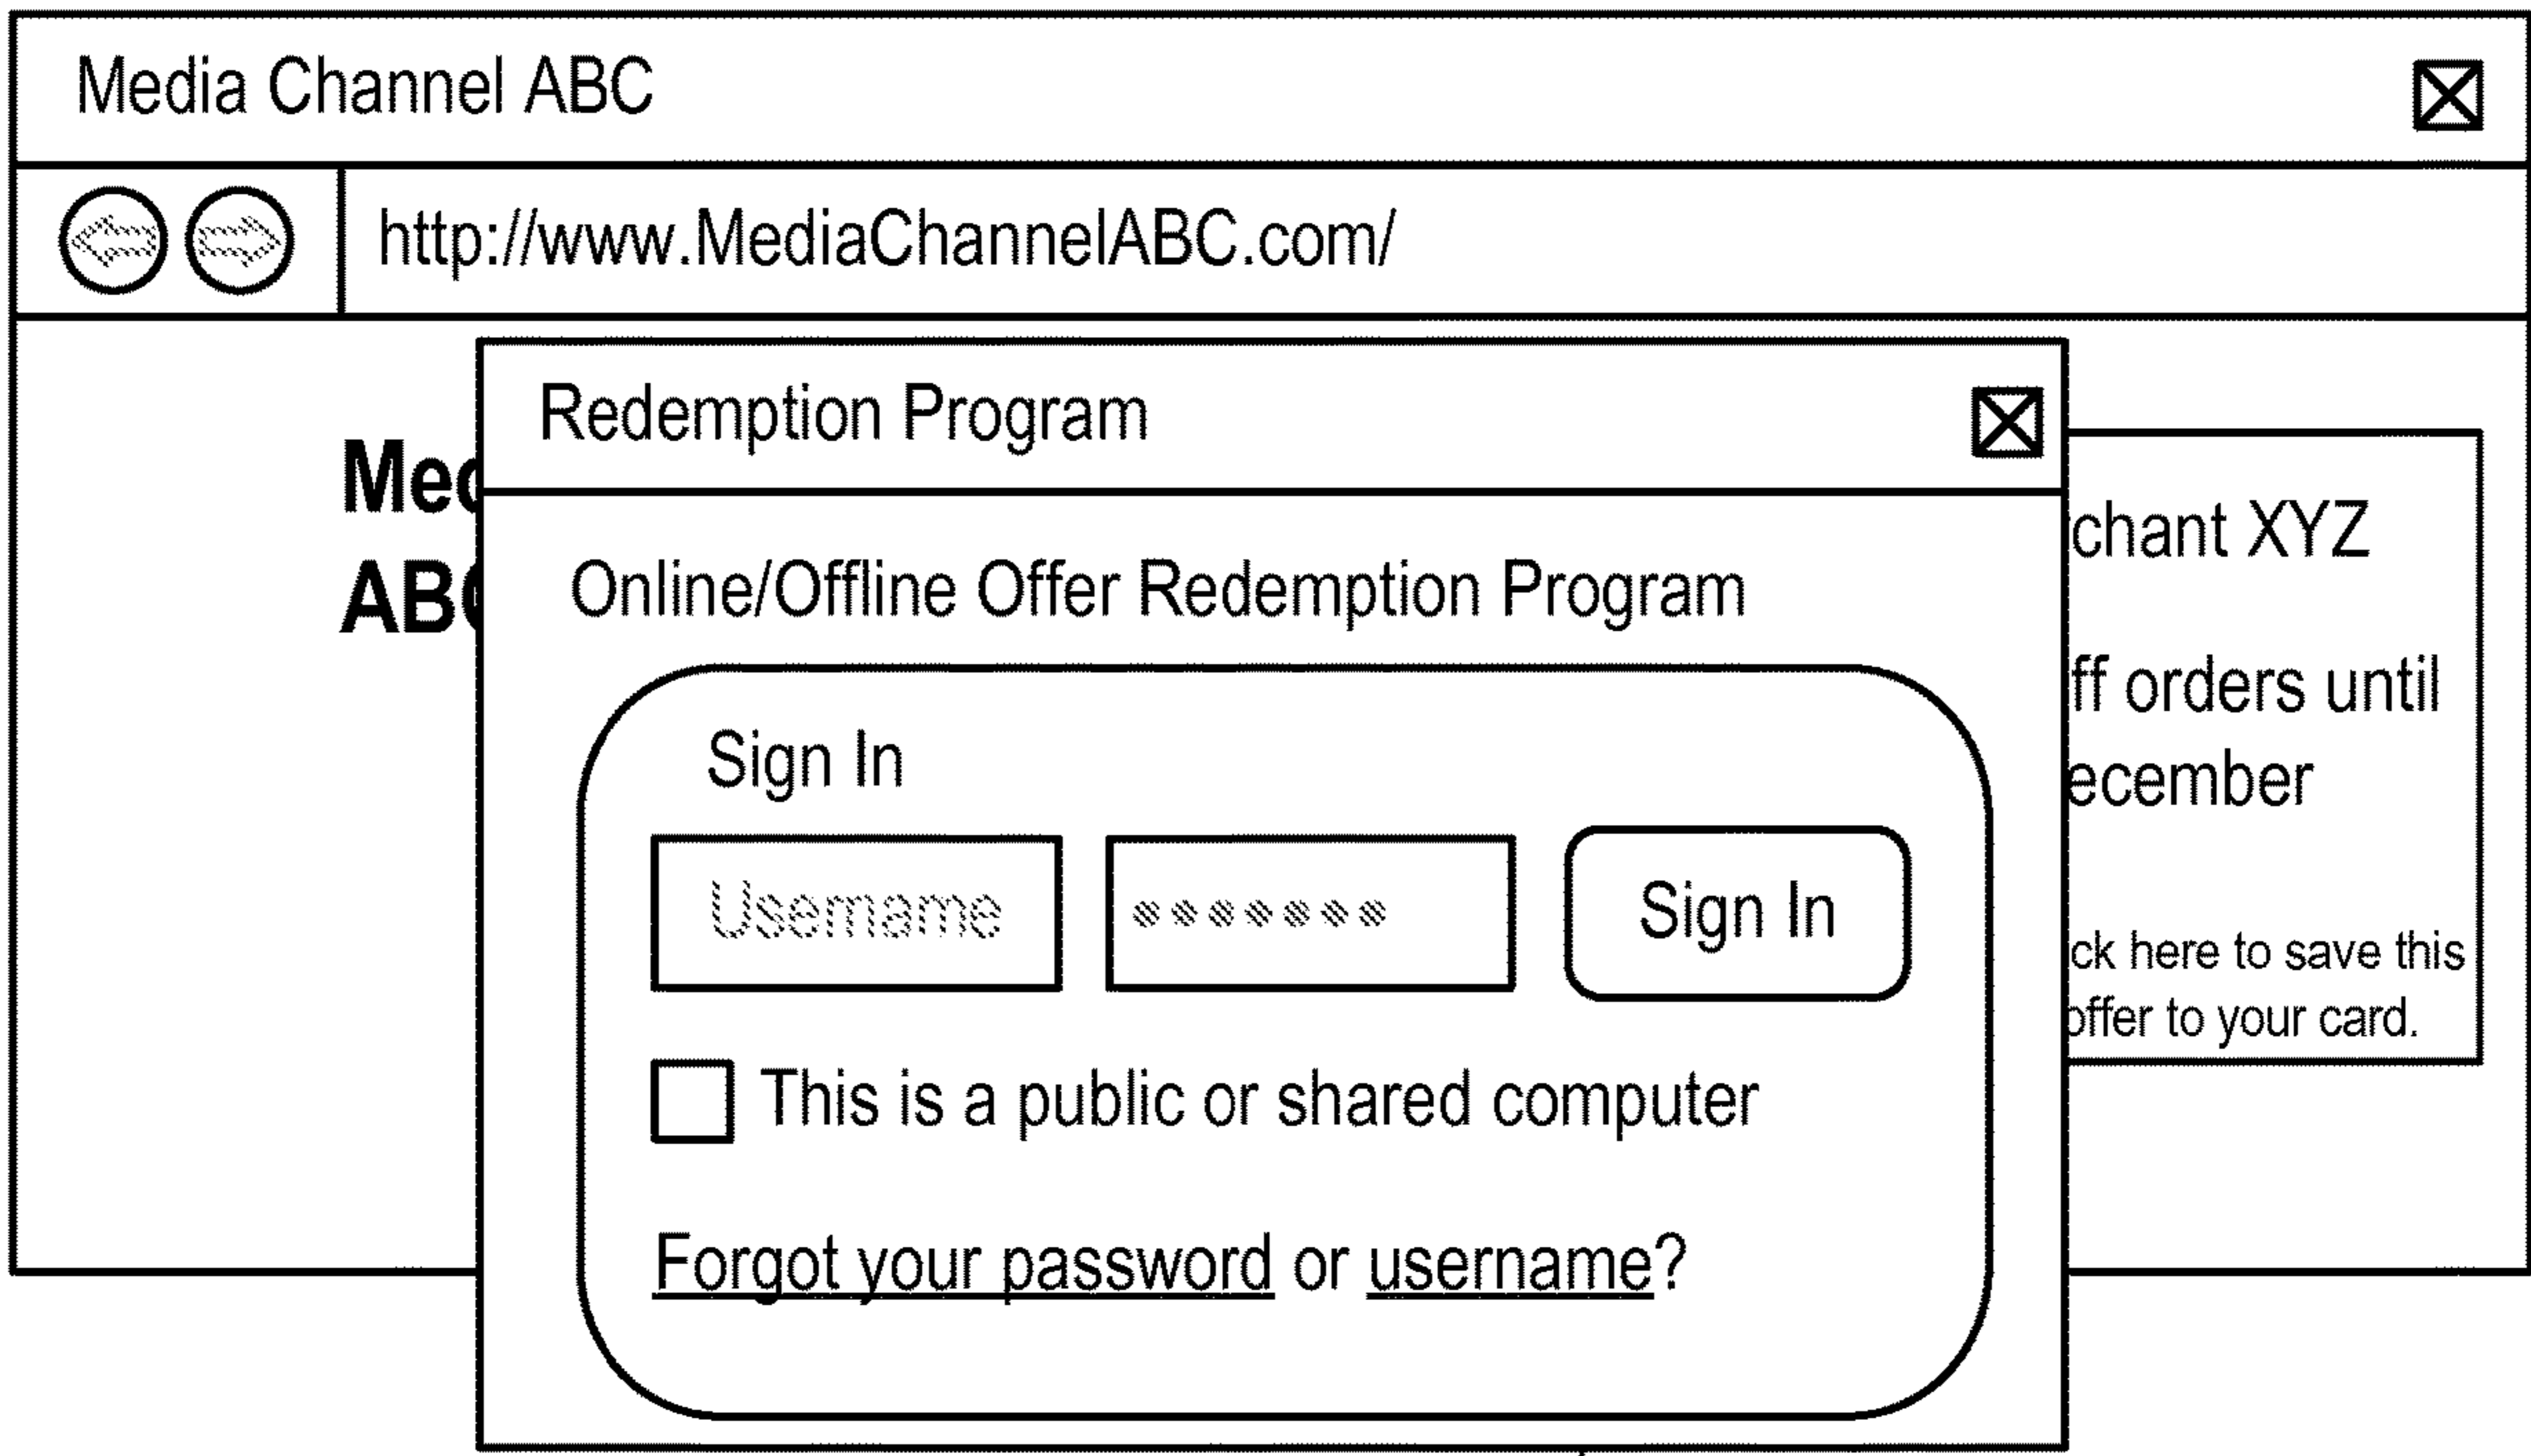 Media Channel ABC
http://www.MediaChannelABC.com/
Redemption Program
Online/Offline Offer Redemption Program
Sign In
Username
Sign In
This is a public or shared computer
Forgot your password or username?
Med
ABC
chant XYZ
ff orders until
ecember
ck here to save this
offer to your card.